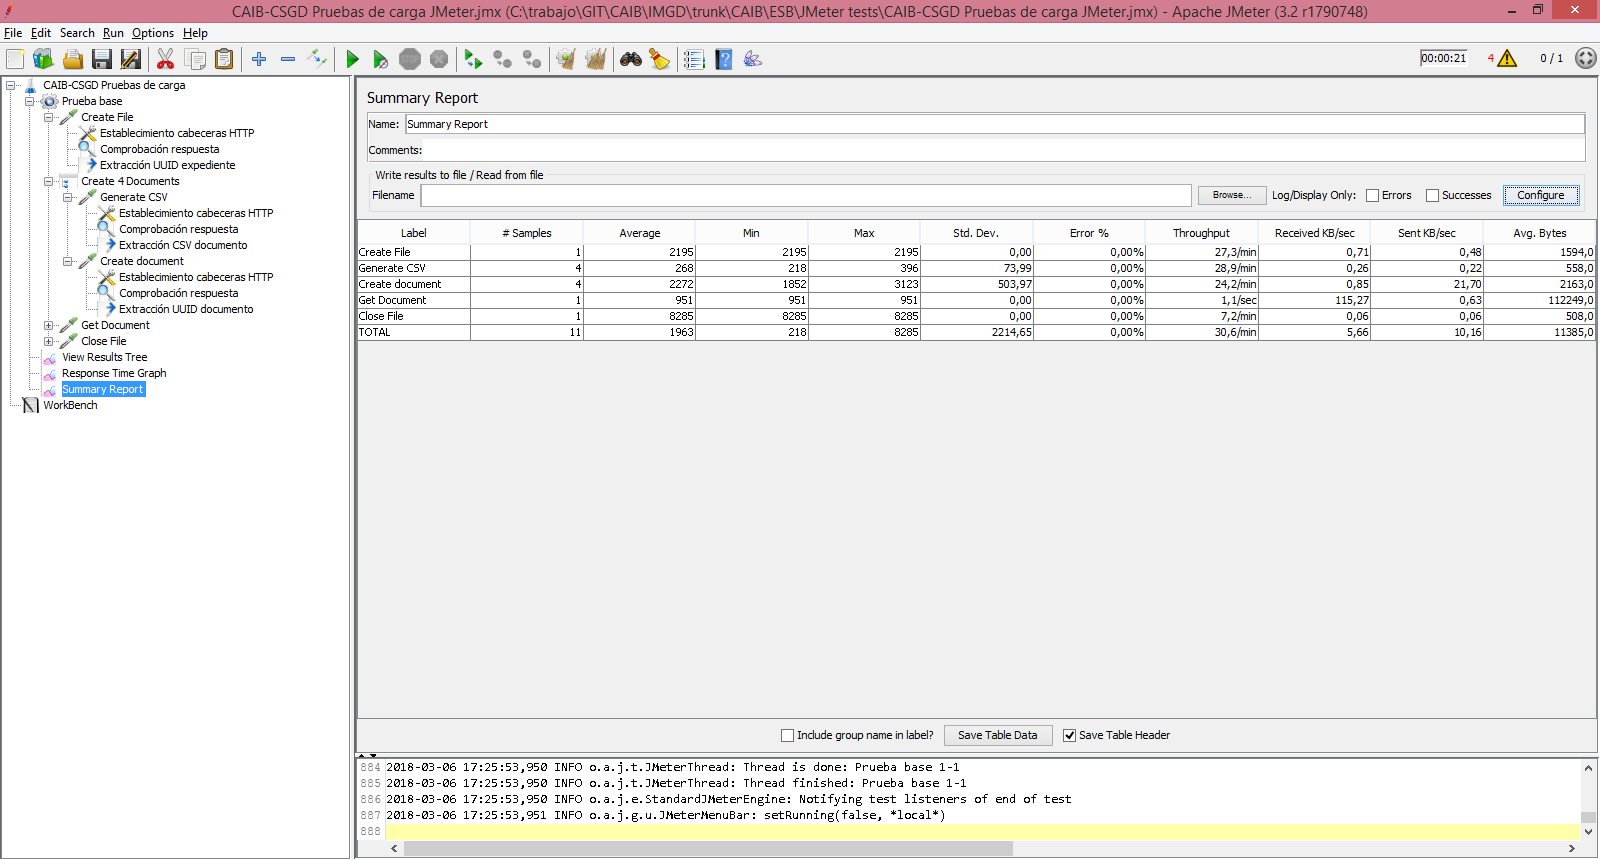 CAIB-CSGD Pruebas de carga JMeter.jmx (C:\trabajo\GIT\CAIB\IMGD\trunk\CAIB\ESB\JMeter tests\CAIB-CSGD Pruebas de carga JMeter.jmx) - Apache JMeter (3.2 r1790748)
File Edit Search Run Options Help
STOP 00:00:21 4 0 / 1
CAIB-CSGD Pruebas de carga
Prueba base
Create File
Establecimiento cabeceras HTTP
Comprobación respuesta
Extracción UUID expediente
Create 4 Documents
Generate CSV
Establecimiento cabeceras HTTP
Comprobación respuesta
Extracción CSV documento
Create document
Establecimiento cabeceras HTTP
Comprobación respuesta
Extracción UUID documento
Get Document
Close File
View Results Tree
Response Time Graph
Summary Report
WorkBench
Summary Report
Name: Summary Report
Comments:
Write results to file / Read from file
Filename Browse... Log/Display Only: Errors Successes Configure
Label # Samples Average Min Max Std. Dev. Error % Throughput Received KB/sec Sent KB/sec Avg. Bytes
Create File 1 2195 2195 2195 0,00 0,00% 27,3/min 0,71 0,48 1594,0
Generate CSV 4 268 218 396 73,99 0,00% 28,9/min 0,26 0,22 558,0
Create document 4 2272 1852 3123 503,97 0,00% 24,2/min 0,85 21,70 2163,0
Get Document 1 951 951 951 0,00 0,00% 1,1/sec 115,27 0,63 112249,0
Close File 1 8285 8285 8285 0,00 0,00% 7,2/min 0,06 0,06 508,0
TOTAL 11 1963 218 8285 2214,65 0,00% 30,6/min 5,66 10,16 11385,0
Include group name in label? Save Table Data Save Table Header
884 2018-03-06 17:25:53,950 INFO o.a.j.t.JMeterThread: Thread is done: Prueba base 1-1
885 2018-03-06 17:25:53,950 INFO o.a.j.t.JMeterThread: Thread finished: Prueba base 1-1
886 2018-03-06 17:25:53,950 INFO o.a.j.e.StandardJMeterEngine: Notifying test listeners of end of test
887 2018-03-06 17:25:53,951 INFO o.a.j.g.u.JMeterMenuBar: setRunning(false, *local*)
888